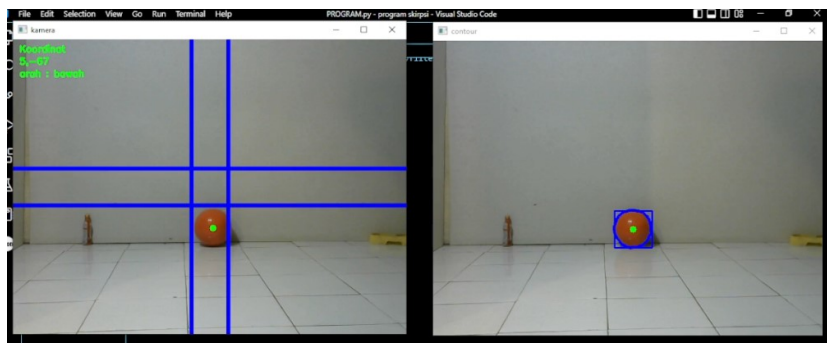 File Edit Selection View Go Run Terminal Help
PROGRAM.py - program skirpsi - Visual Studio Code
kamera
contour
Koordinat
5,-67
arah : bawah